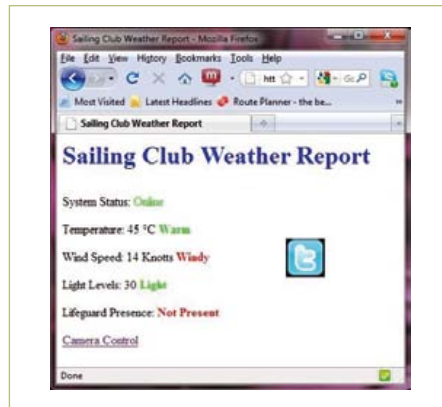 Sailing Club Weather Report - Mozilla Firefox
File Edit View History Bookmarks Tools Help
htt
Most Visited Latest Headlines Route Planner - the be...
Sailing Club Weather Report
Sailing Club Weather Report
System Status: Online
Temperature: 45 °C Warm
Wind Speed: 14 Knotts Windy
Light Levels: 30 Light
Lifeguard Presence: Not Present
Camera Control
Done